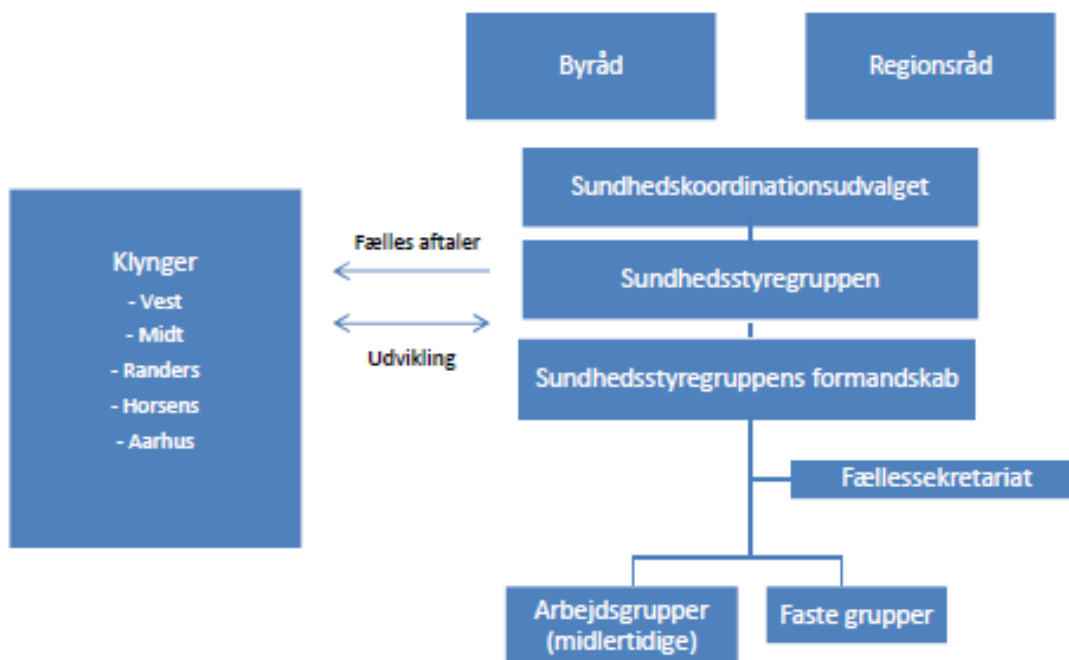 Byråd
Regionsråd
Sundhedskoordinationsudvalget
Fælles aftaler
Klynger
- Vest
- Midt
- Randers
- Horsens
- Aarhus
Sundhedsstyregruppen
Udvikling
Sundhedsstyregruppens formandskab
Fællessekretariat
Arbejdsgrupper
(midlertidige)
Faste grupper